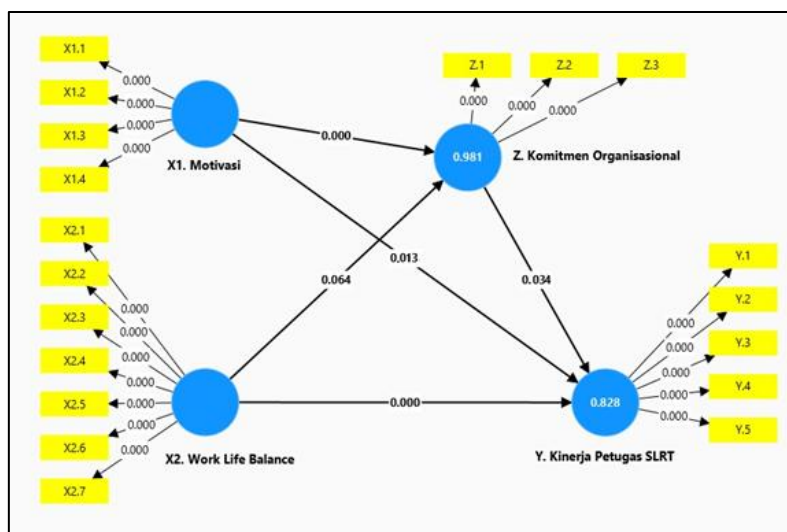 X1.1
0.000
X1.2
0.000
X1.3
0.000
X1.4
0.000
X1. Motivasi
Z.1
Z.2
Z.3
0.000
0.000
0.000
0.981
Z. Komitmen Organisasional
0.000
0.013
0.064
0.034
0.000
X2.1
0.000
X2.2
0.000
X2.3
0.000
X2.4
0.000
X2.5
0.000
X2.6
0.000
X2.7
0.000
X2. Work Life Balance
Y.1
0.000
Y.2
0.000
Y.3
0.000
Y.4
0.000
Y.5
0.000
0.828
Y. Kinerja Petugas SLRT